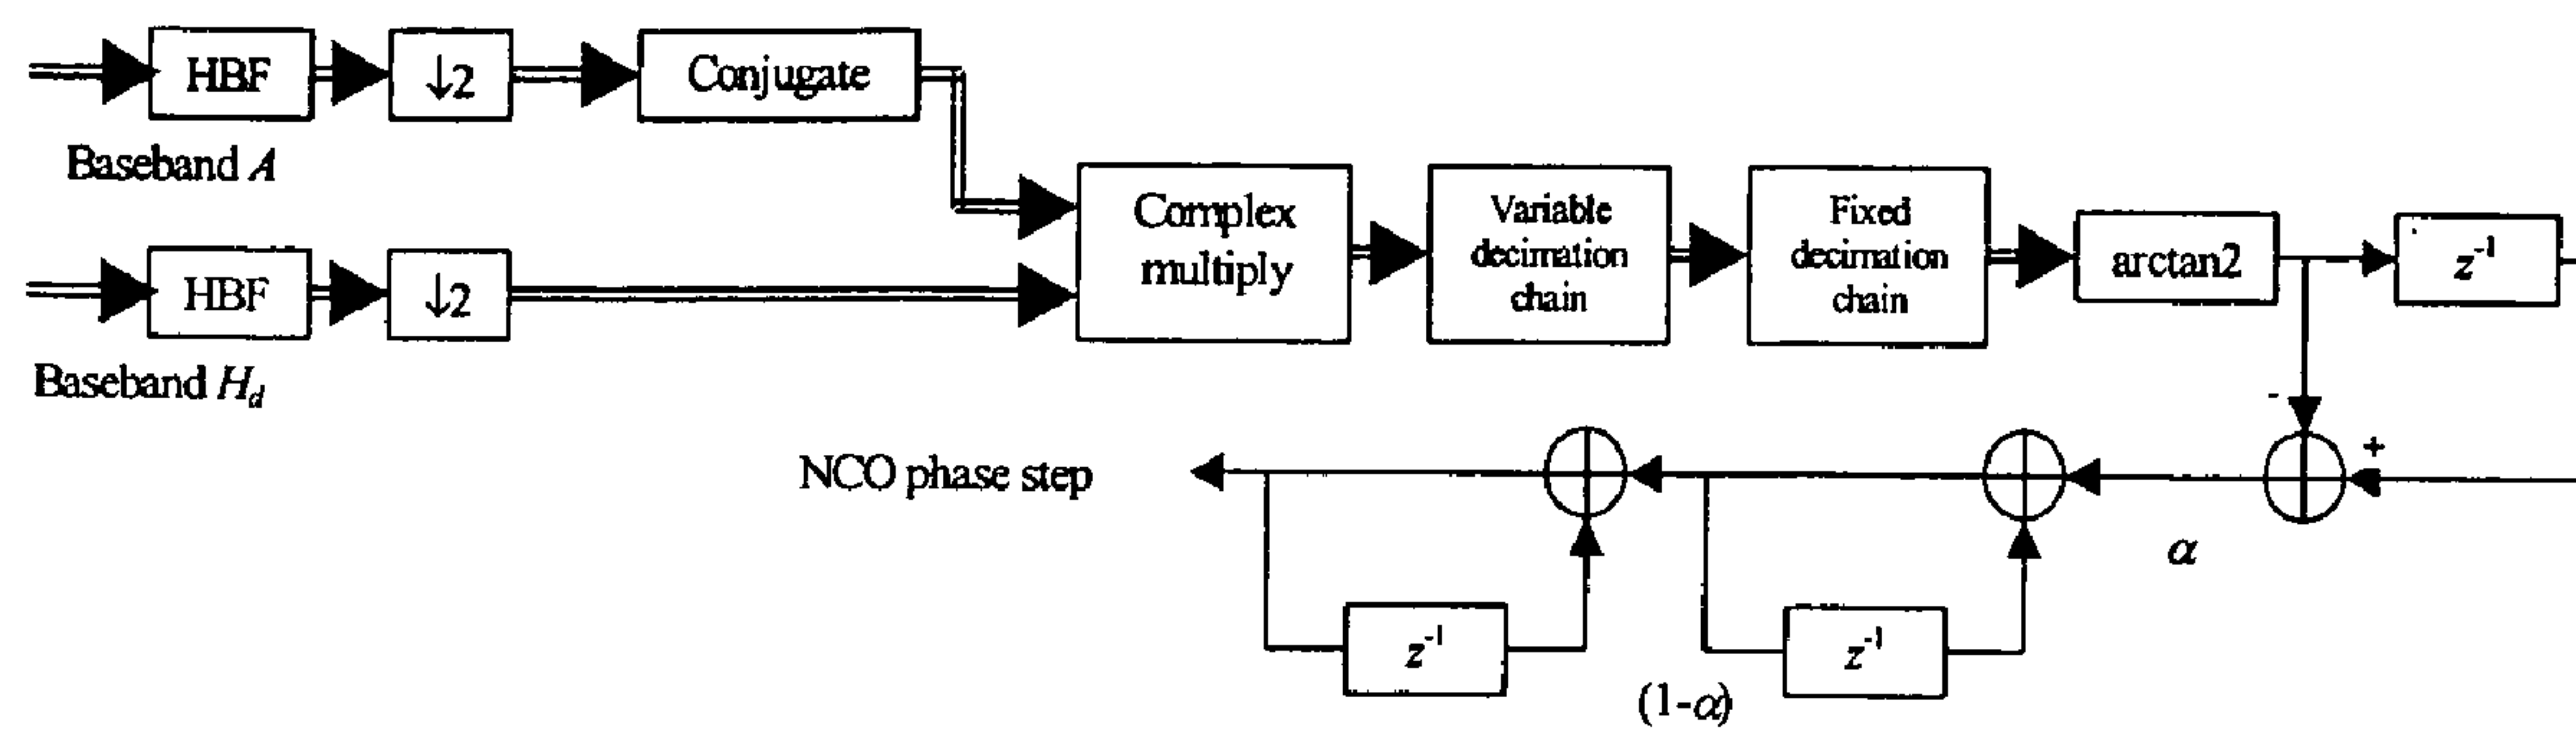 HBF
↓2
Conjugate
Baseband A
HBF
↓2
Baseband H_d
Complex
multiply
Variable
decimation
chain
Fixed
decimation
chain
arctan2
z^-1
-
+
NCO phase step
α
z^-1
(1-α)
z^-1